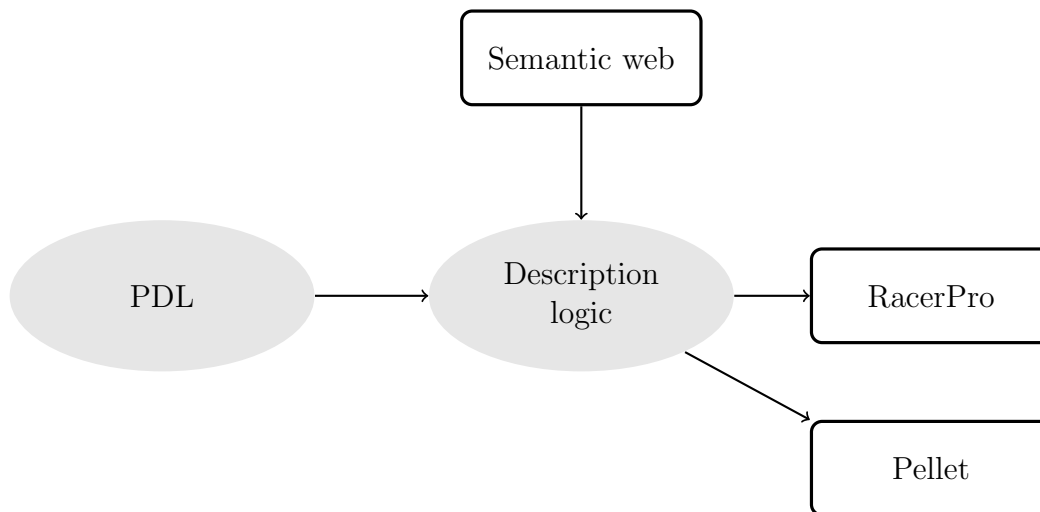 Semantic web
PDL
Description
logic
RacerPro
Pellet